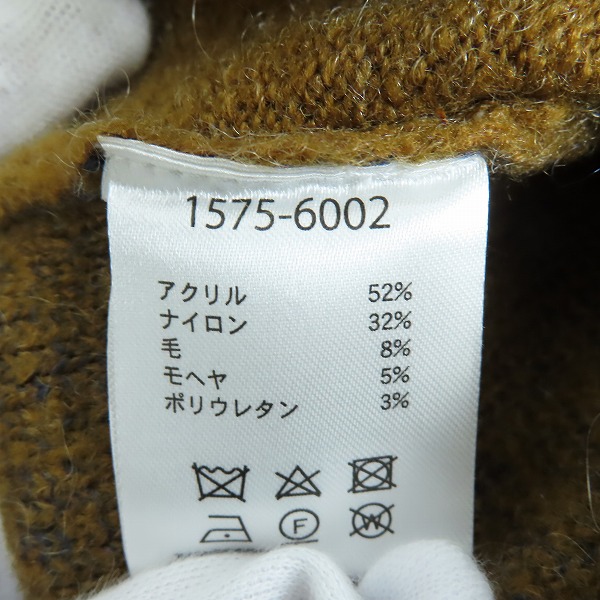 1575-6002
アクリル 52%
ナイロン 32%
毛 8%
モヘヤ 5%
ポリウレタン 3%
F W